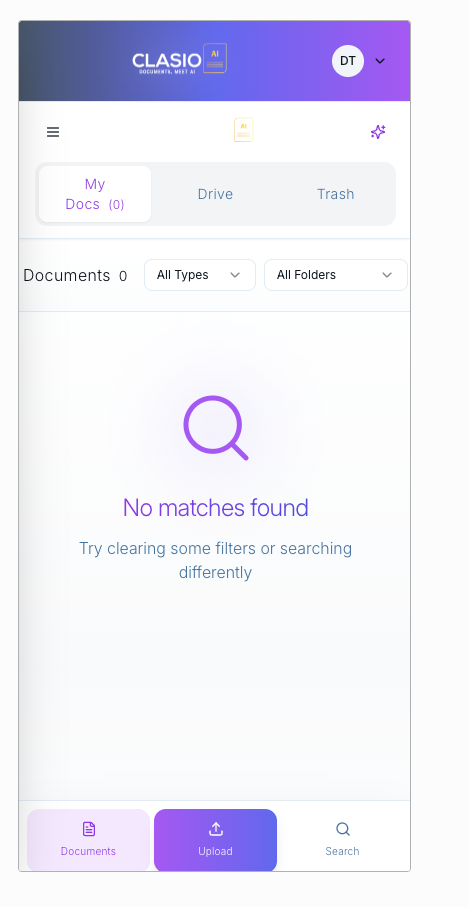 CLASIO AI
DOCUMENTS, MEET AI
DT
My
Docs (0)
Drive
Trash
Documents 0
All Types
All Folders
No matches found
Try clearing some filters or searching
differently
Documents
Upload
Search